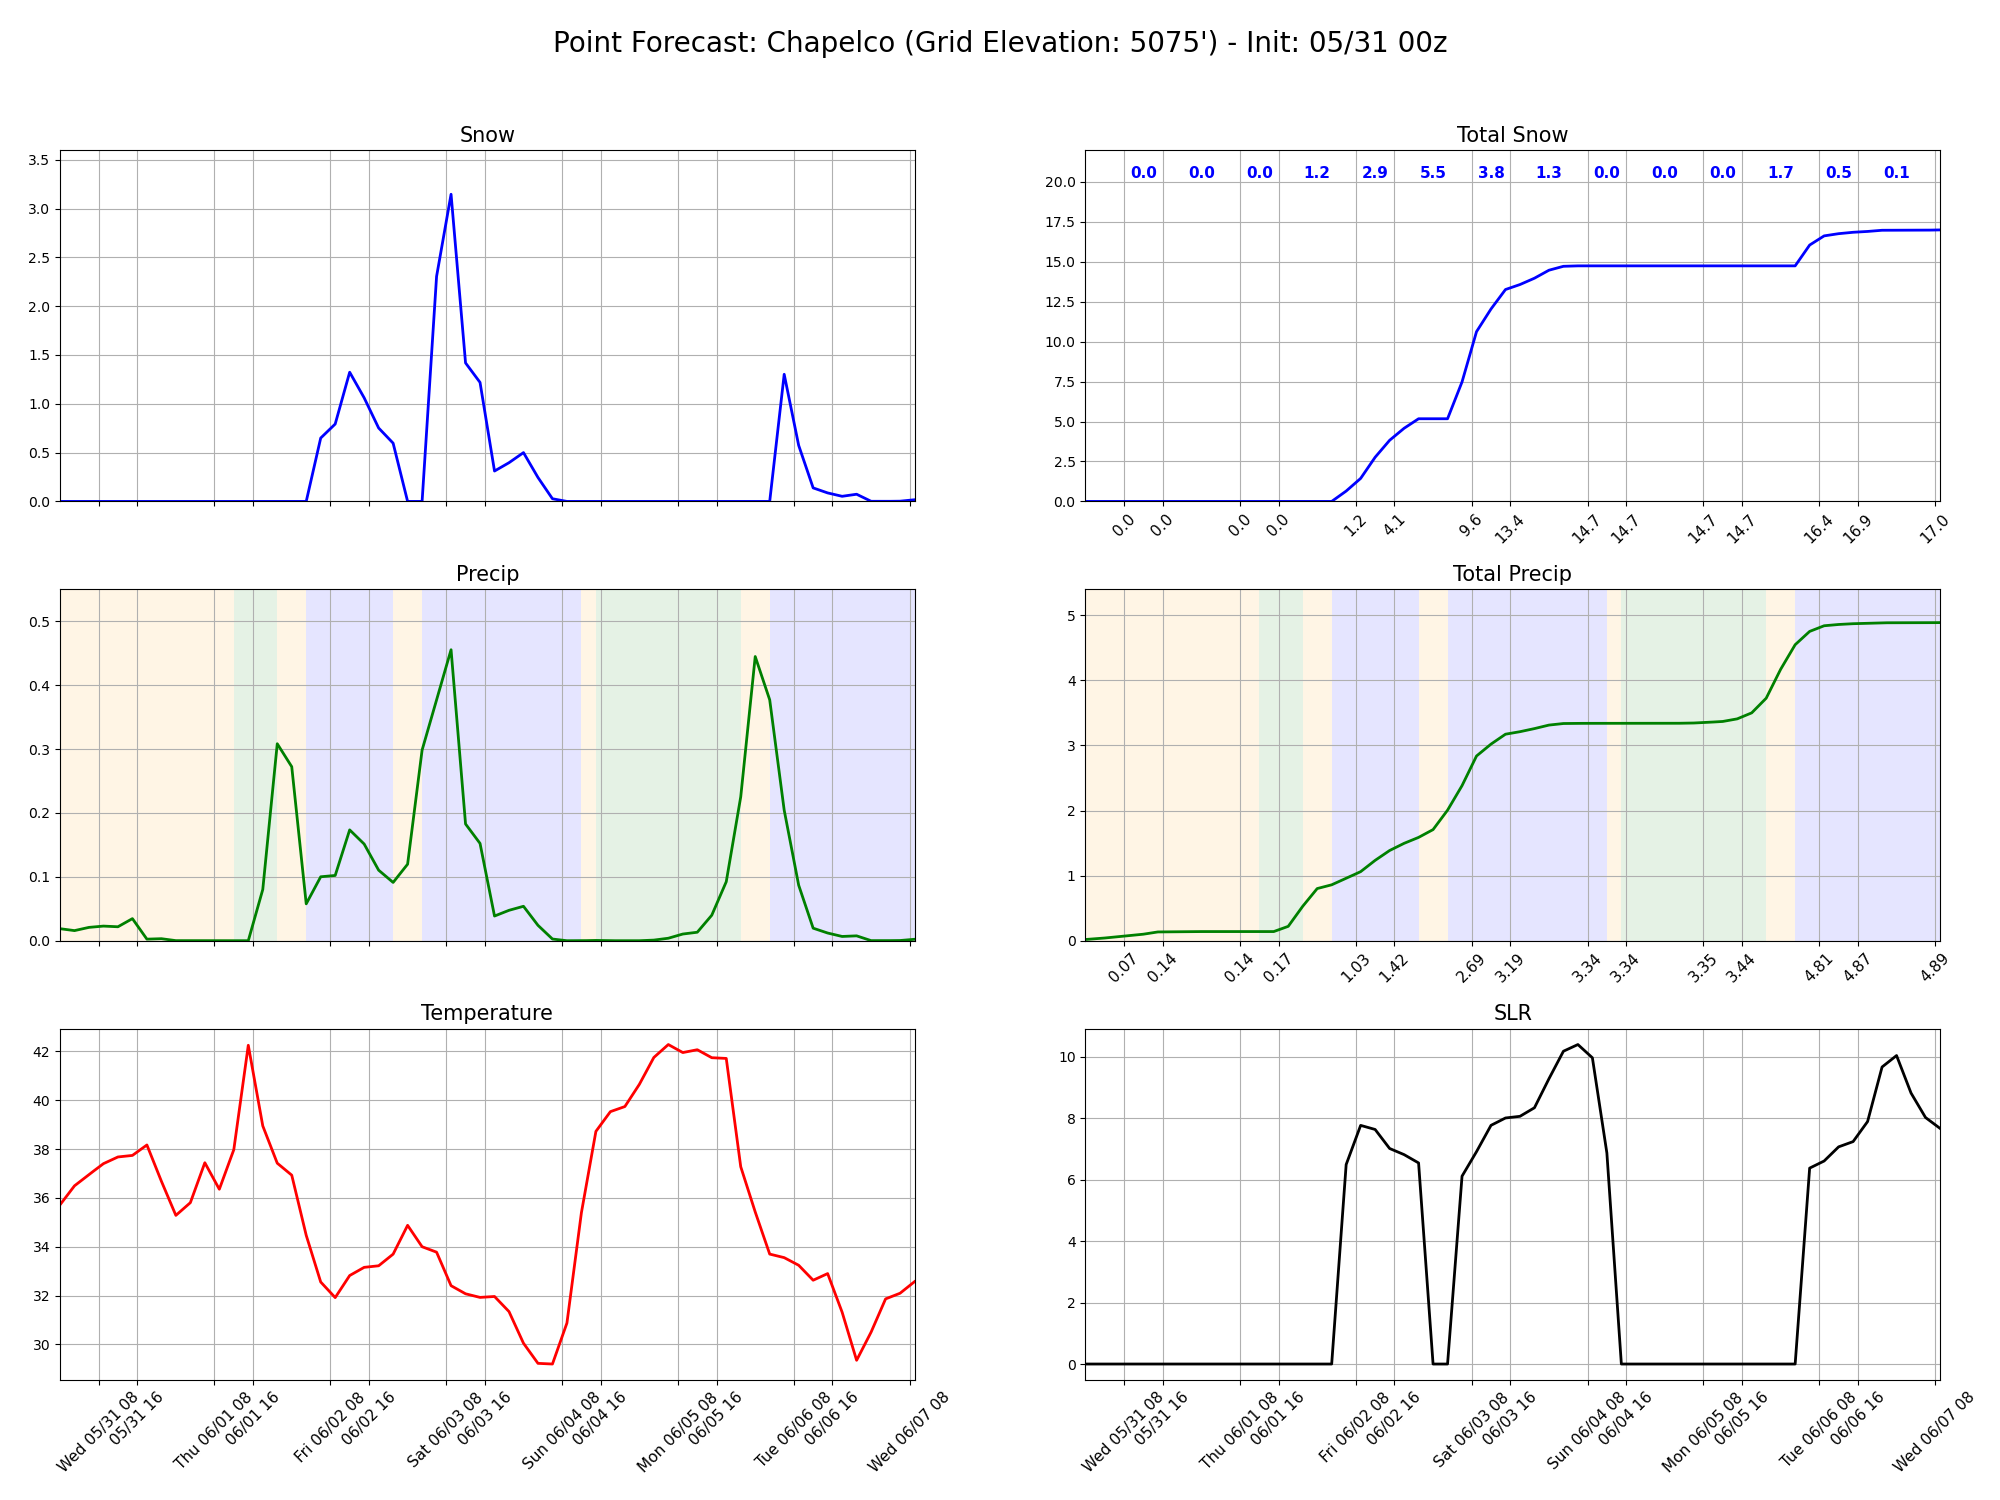 Point Forecast: Chapelco (Grid Elevation: 5075') - Init: 05/31 00z
Snow
3.5
3.0
2.5
2.0
1.5
1.0
0.5
0.0
Total Snow
0.0 0.0 0.0 1.2 2.9 5.5 3.8 1.3 0.0 0.0 0.0 1.7 0.5 0.1
20.0
17.5
15.0
12.5
10.0
7.5
5.0
2.5
0.0
0.0 0.0 0.0 0.0 1.2 4.1 9.6 13.4 14.7 14.7 14.7 14.7 16.4 16.9 17.0
Precip
0.5
0.4
0.3
0.2
0.1
0.0
Total Precip
5
4
3
2
1
0
0.07 0.14 0.14 0.17 1.03 1.42 2.69 3.19 3.34 3.34 3.35 3.44 4.81 4.87 4.89
Temperature
42
40
38
36
34
32
30
Wed 05/31 08
05/31 16
Thu 06/01 08
06/01 16
Fri 06/02 08
06/02 16
Sat 06/03 08
06/03 16
Sun 06/04 08
06/04 16
Mon 06/05 08
06/05 16
Tue 06/06 08
06/06 16
Wed 06/07 08
SLR
10
8
6
4
2
0
Wed 05/31 08
05/31 16
Thu 06/01 08
06/01 16
Fri 06/02 08
06/02 16
Sat 06/03 08
06/03 16
Sun 06/04 08
06/04 16
Mon 06/05 08
06/05 16
Tue 06/06 08
06/06 16
Wed 06/07 08